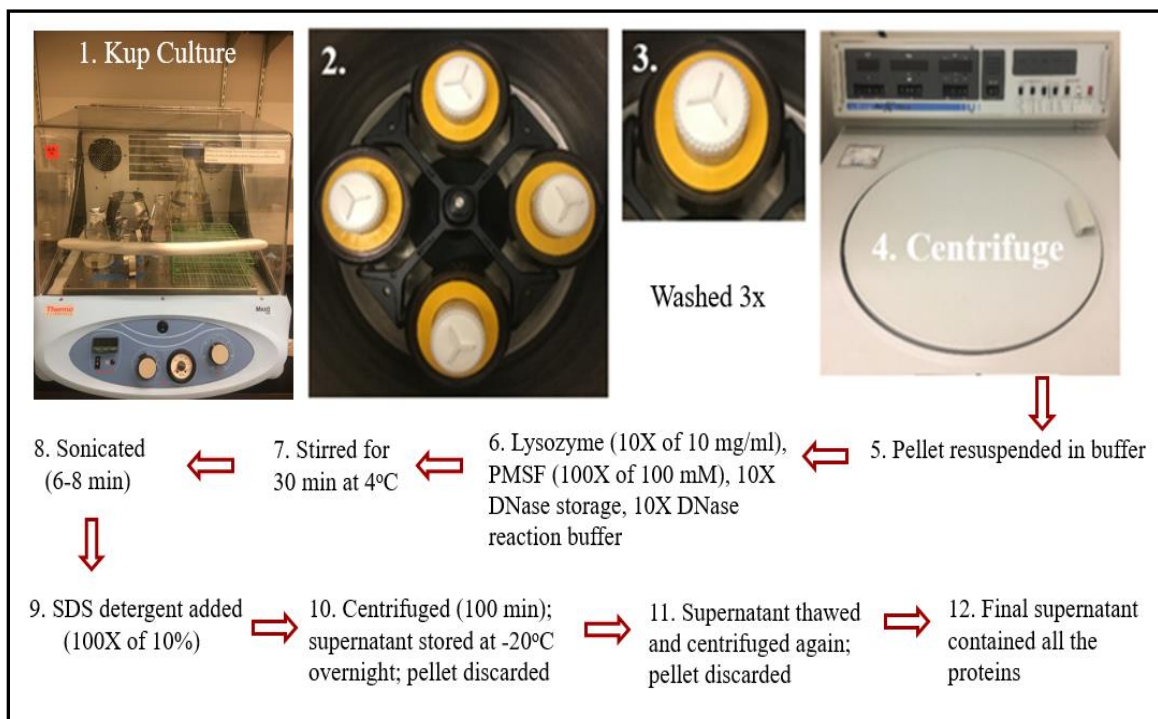 1. Kup Culture
2.
3.
Thermo
MaxQ
Washed 3x
4. Centrifuge
5. Pellet resuspended in buffer
6. Lysozyme (10X of 10 mg/ml),
PMSF (100X of 100 mM), 10X
DNase storage, 10X DNase
reaction buffer
7. Stirred for
30 min at 4ºC
8. Sonicated
(6-8 min)
9. SDS detergent added
(100X of 10%)
10. Centrifuged (100 min);
supernatant stored at -20ºC
overnight; pellet discarded
11. Supernatant thawed
and centrifuged again;
pellet discarded
12. Final supernatant
contained all the
proteins